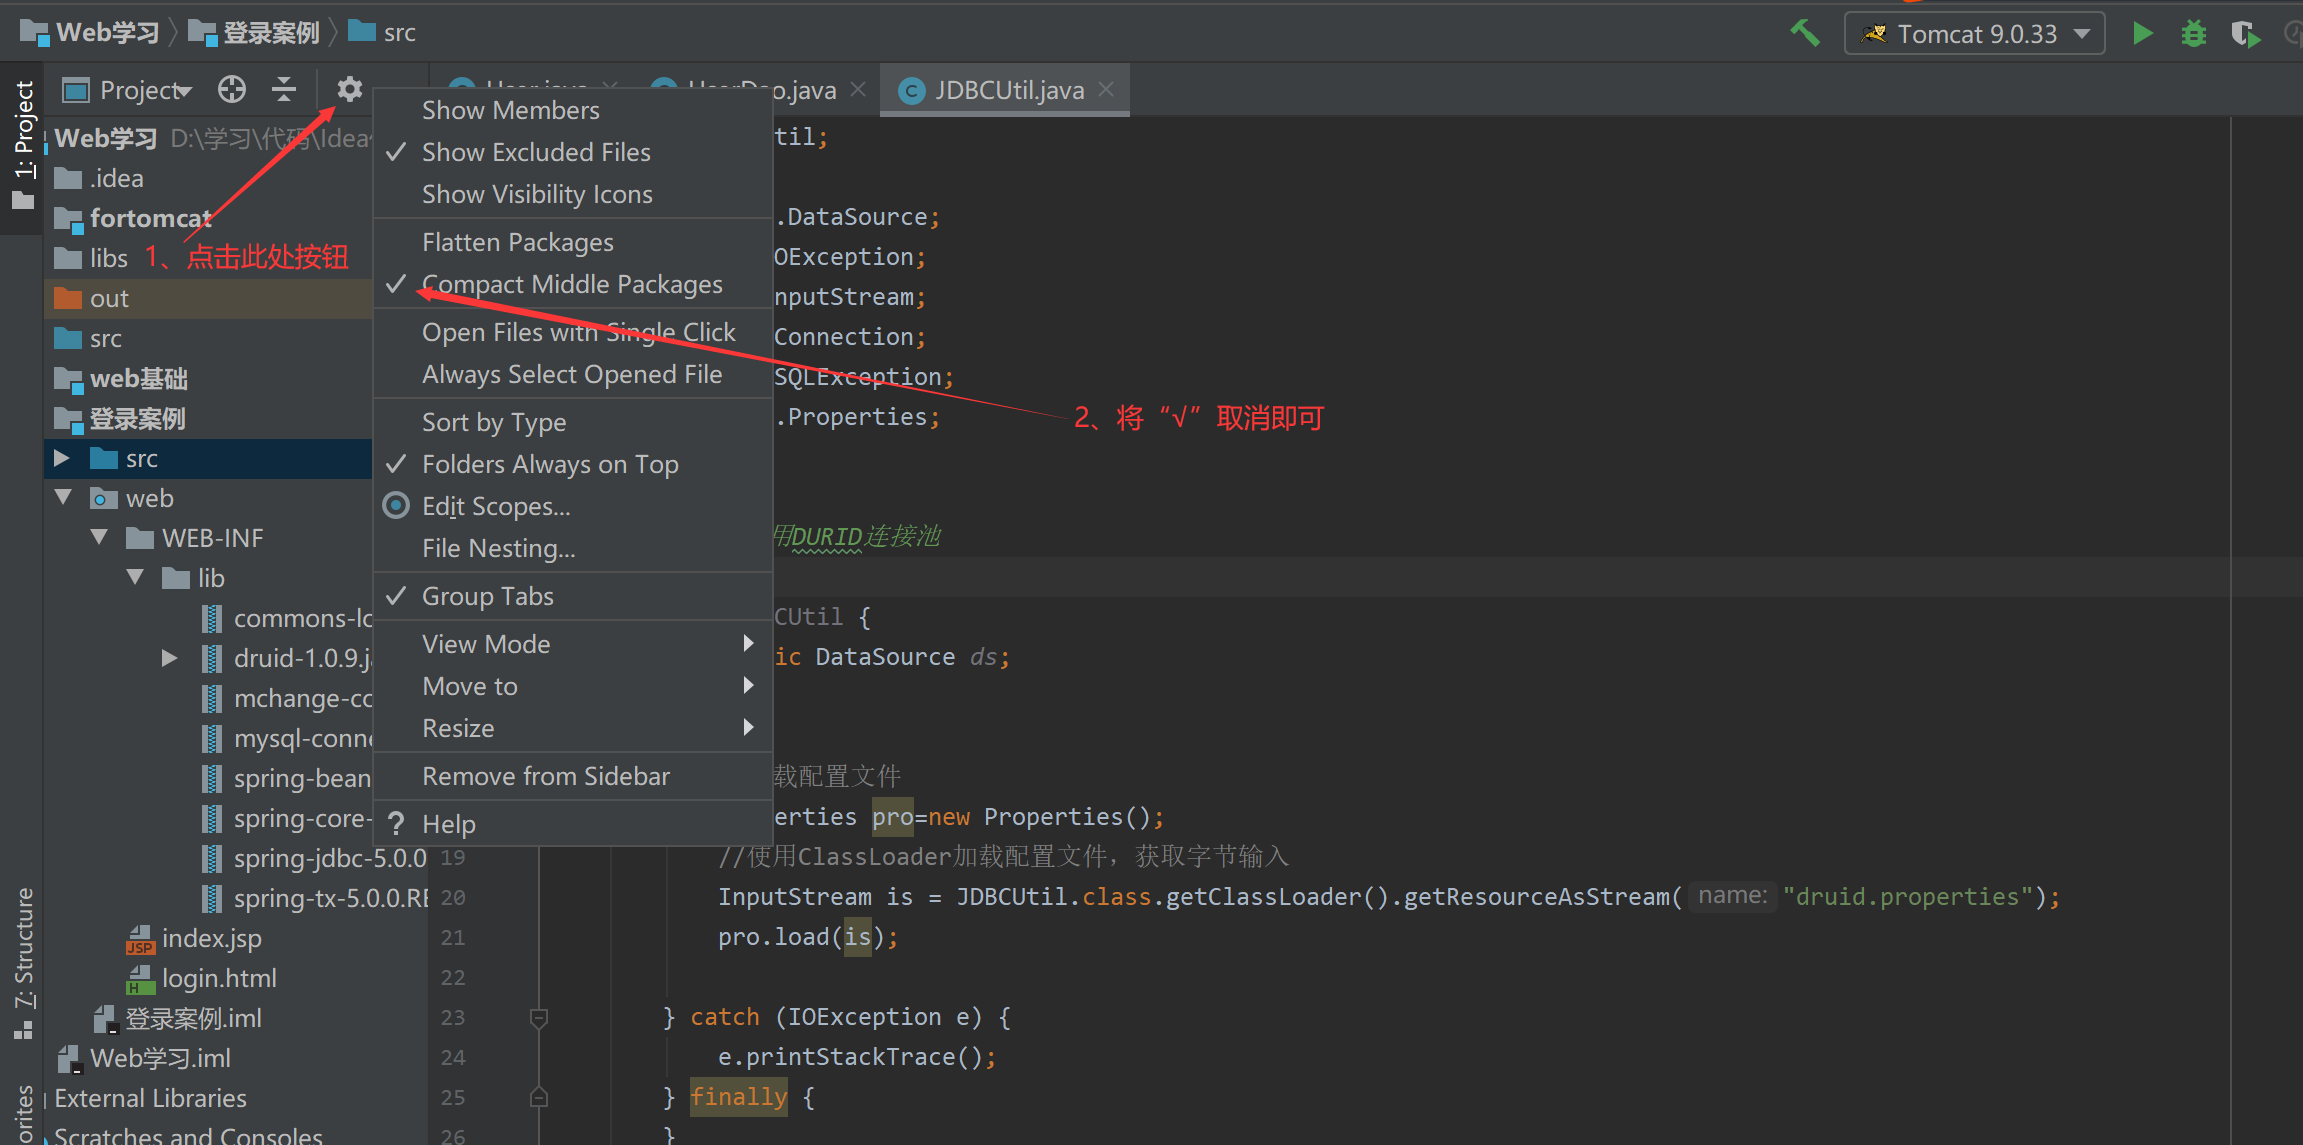 Web学习 登录案例 src
Tomcat 9.0.33
1: Project
Project
JDBCUtil.java
Web学习 D:\学习\代码\Idea
.idea
fortomcat
libs
1、点击此处按钮
out
src
web基础
登录案例
src
web
WEB-INF
lib
commons-lo
druid-1.0.9.j
mchange-co
mysql-conne
spring-bean
spring-core-
spring-jdbc-5.0.0
spring-tx-5.0.0.RE
index.jsp
login.html
登录案例.iml
Web学习.iml
External Libraries
Scratches and Consoles
7: Structure
orites
Show Members
Show Excluded Files
Show Visibility Icons
Flatten Packages
Compact Middle Packages
Open Files with Single Click
Always Select Opened File
Sort by Type
Folders Always on Top
Edit Scopes...
File Nesting...
Group Tabs
View Mode
Move to
Resize
Remove from Sidebar
? Help
2、将“√”取消即可
til;
.DataSource;
OException;
nputStream;
Connection;
SQLException;
.Properties;
用DURID连接池
CUtil {
ic DataSource ds;
载配置文件
erties pro=new Properties();
19 //使用ClassLoader加载配置文件，获取字节输入
20 InputStream is = JDBCUtil.class.getClassLoader().getResourceAsStream( name: "druid.properties");
21 pro.load(is);
22
23 } catch (IOException e) {
24 e.printStackTrace();
25 } finally {
26 }